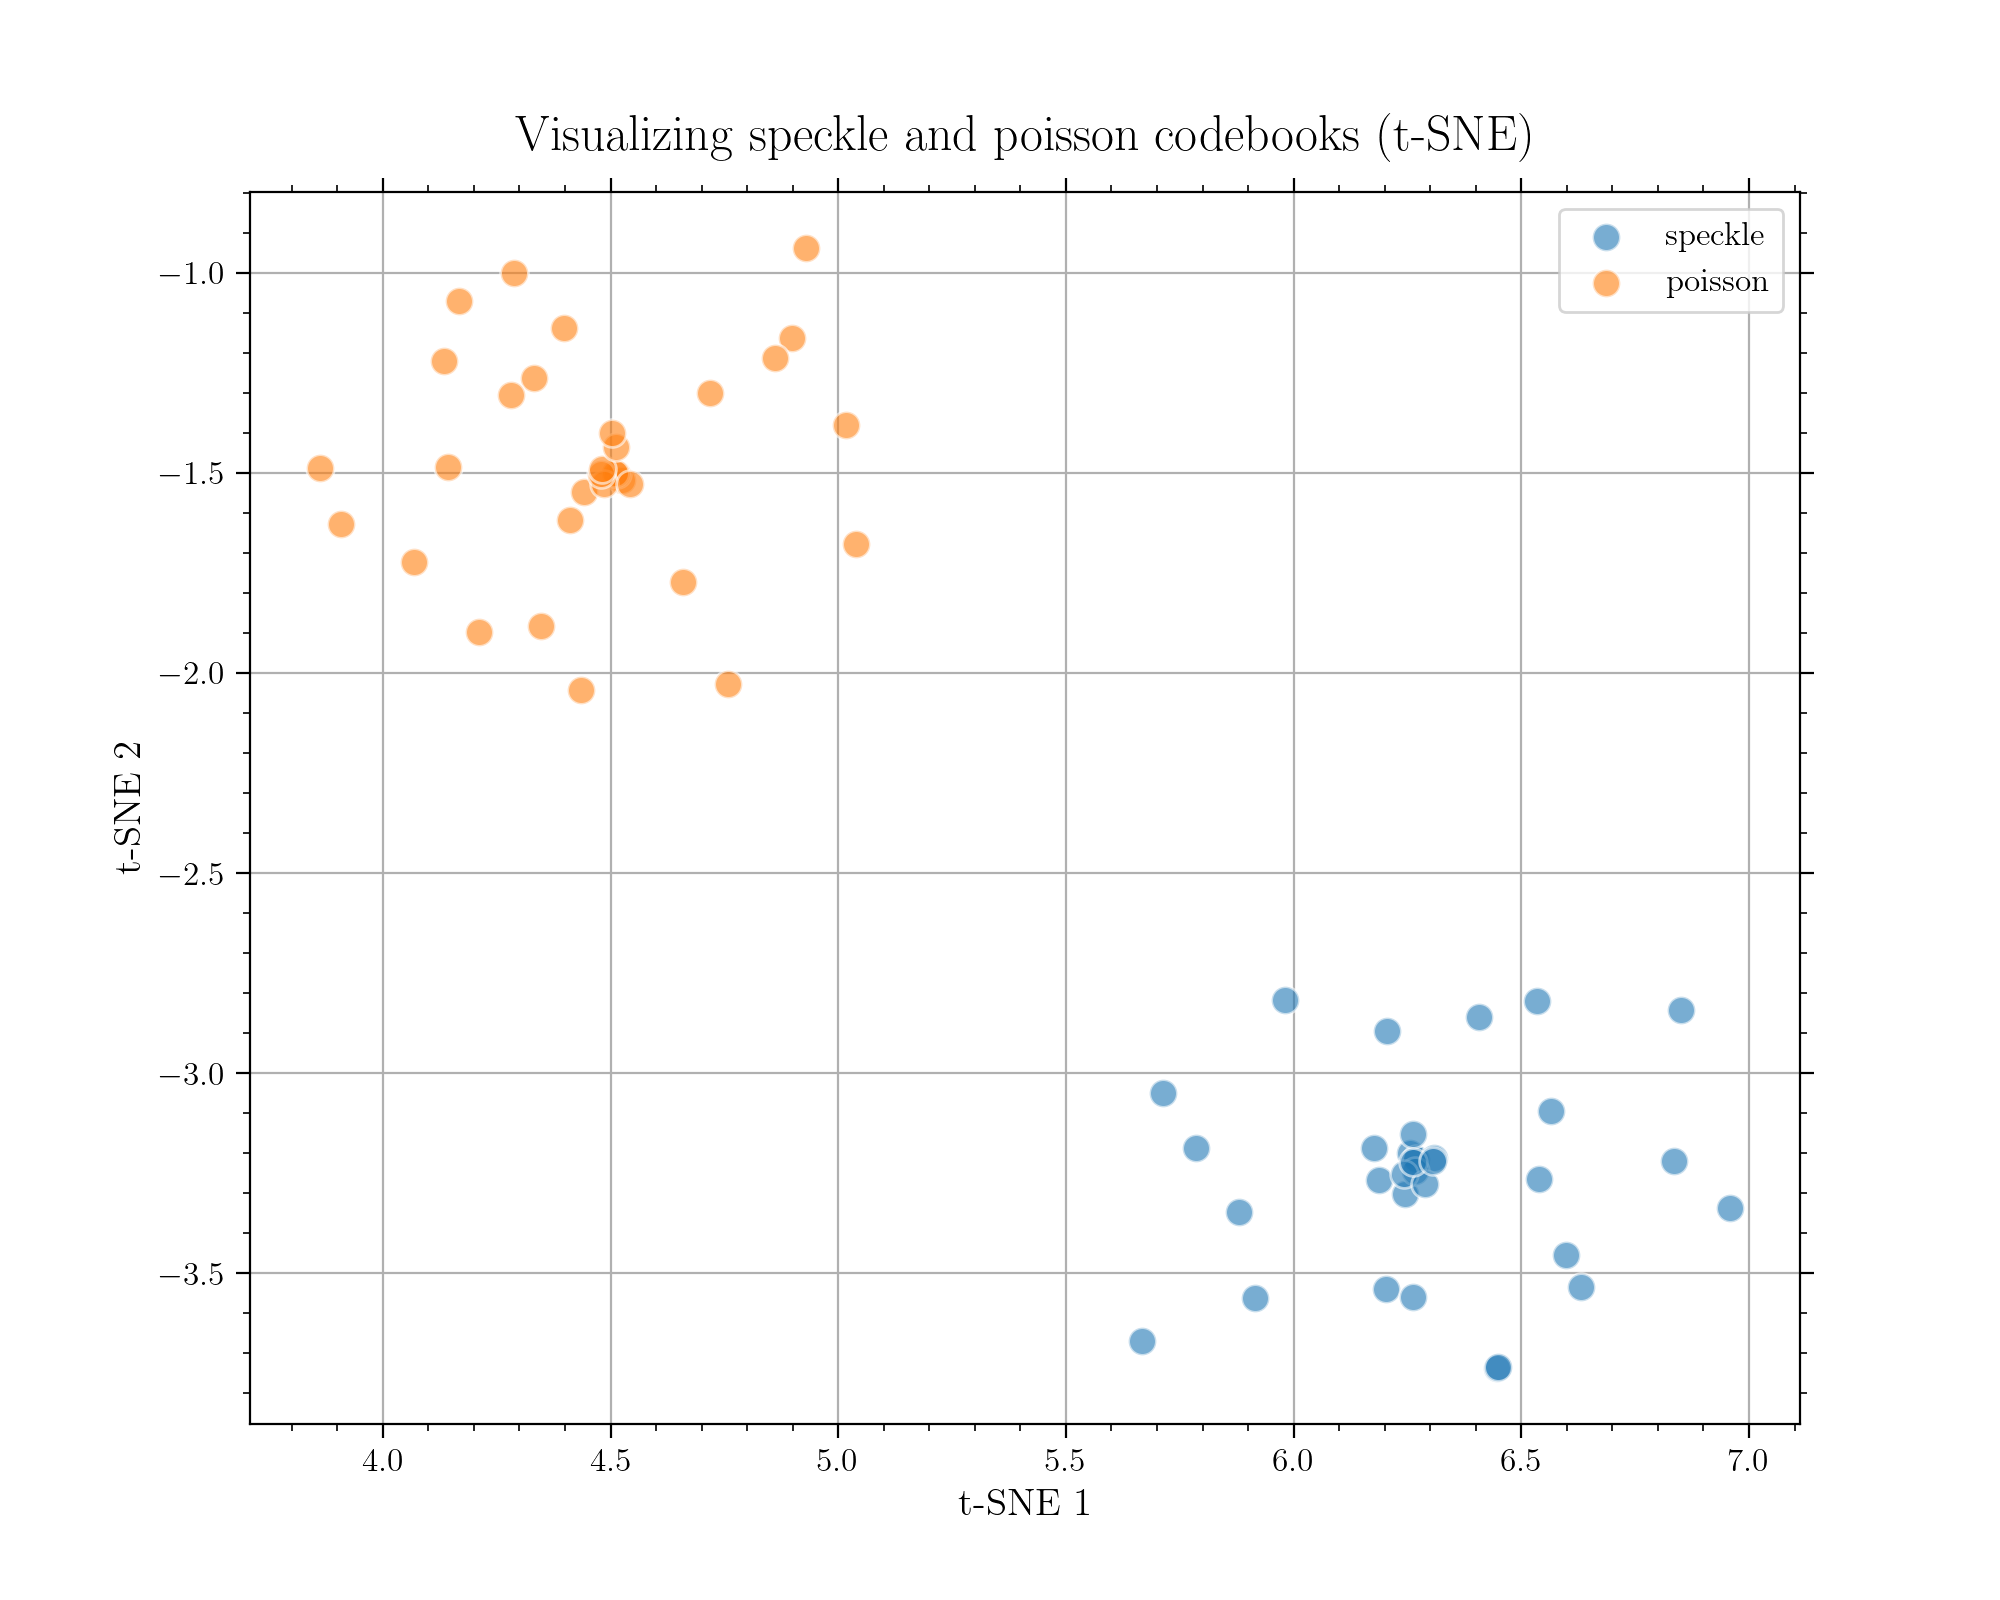 Visualizing speckle and poisson codebooks (t-SNE)
speckle
poisson
−1.0
−1.5
−2.0
−2.5
−3.0
−3.5
t-SNE 2
4.0 4.5 5.0 5.5 6.0 6.5 7.0
t-SNE 1